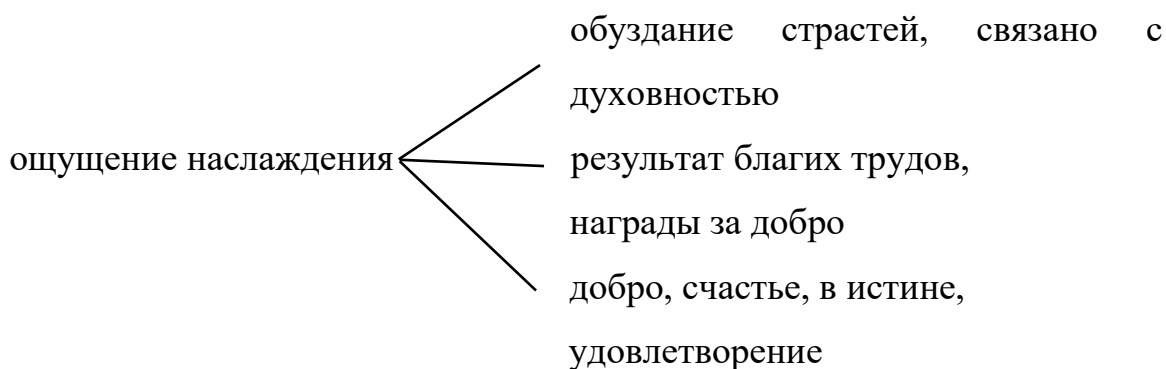 обуздание страстей, связано с
духовностью
ощущение наслаждения
результат благих трудов,
награды за добро
добро, счастье, в истине,
удовлетворение